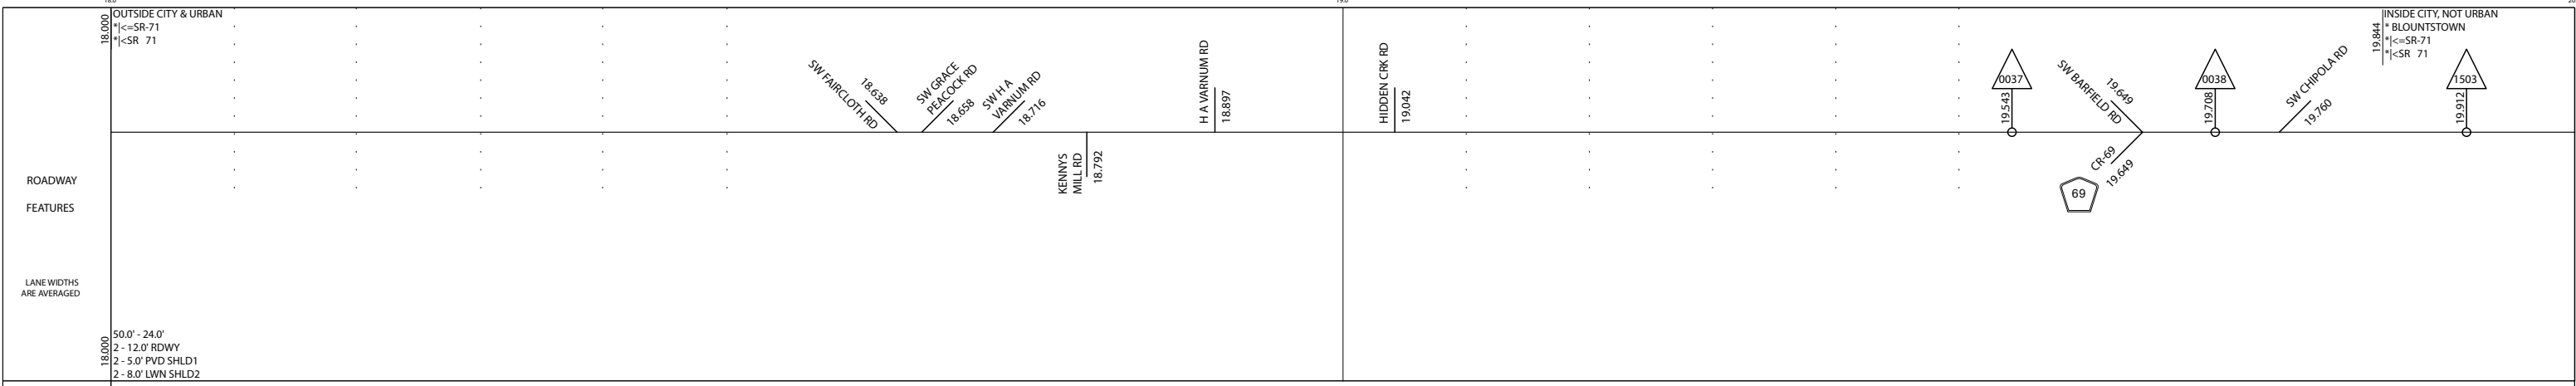 18.0
19.0
20
18.000
OUTSIDE CITY & URBAN
*|<=SR-71
*|<SR 71
SW FAIRCLOTH RD
18.638
SW GRACE
PEACOCK RD
18.658
SW H A
VARNUM RD
18.716
KENNYS
MILL RD
18.792
H A VARNUM RD
18.897
HIDDEN CRK RD
19.042
0037
19.543
SW BARFIELD RD
19.649
CR-69
19.649
69
0038
19.708
SW CHIPOLA RD
19.760
19.844
INSIDE CITY, NOT URBAN
* BLOUNTSTOWN
*|<=SR-71
*|<SR 71
1503
19.912
ROADWAY
FEATURES
LANE WIDTHS
ARE AVERAGED
18.000
50.0' - 24.0'
2 - 12.0' RDWY
2 - 5.0' PVD SHLD1
2 - 8.0' LWN SHLD2